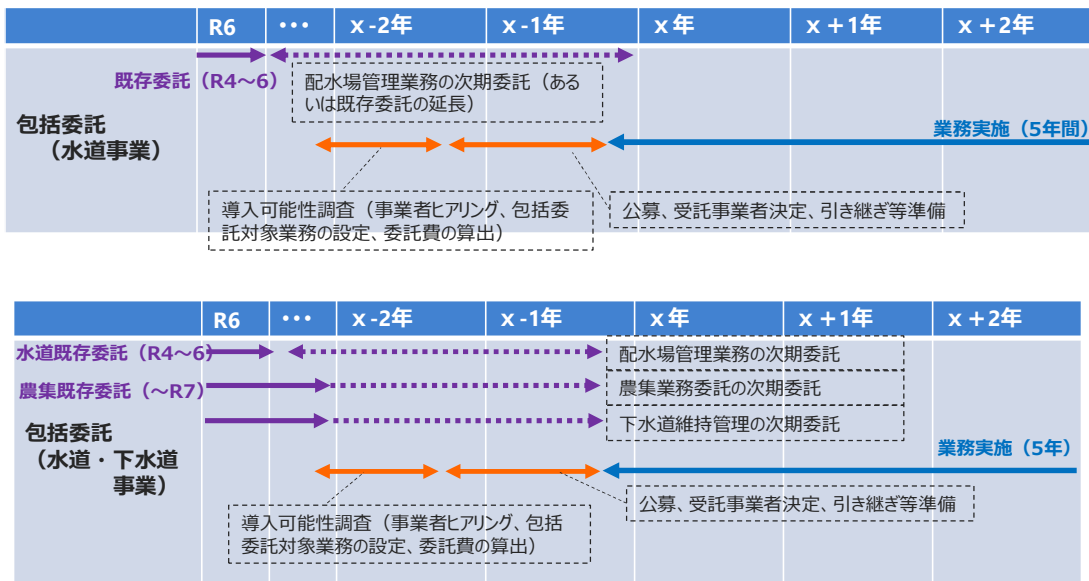 R6 ・・・ x -2年 x -1年 x 年 x +1年 x +2年
既存委託（R4～6）
配水場管理業務の次期委託（ある
いは既存委託の延長）
包括委託
（水道事業）
業務実施（5年間）
導入可能性調査（事業者ヒアリング、包括委
託対象業務の設定、委託費の算出）
公募、受託事業者決定、引き継ぎ等準備
R6 ・・・ x -2年 x -1年 x 年 x +1年 x +2年
水道既存委託（R4～6）
配水場管理業務の次期委託
農集既存委託（～R7）
農集業務委託の次期委託
下水道維持管理の次期委託
包括委託
（水道・下水道
事業）
業務実施（5年）
公募、受託事業者決定、引き継ぎ等準備
導入可能性調査（事業者ヒアリング、包括
委託対象業務の設定、委託費の算出）